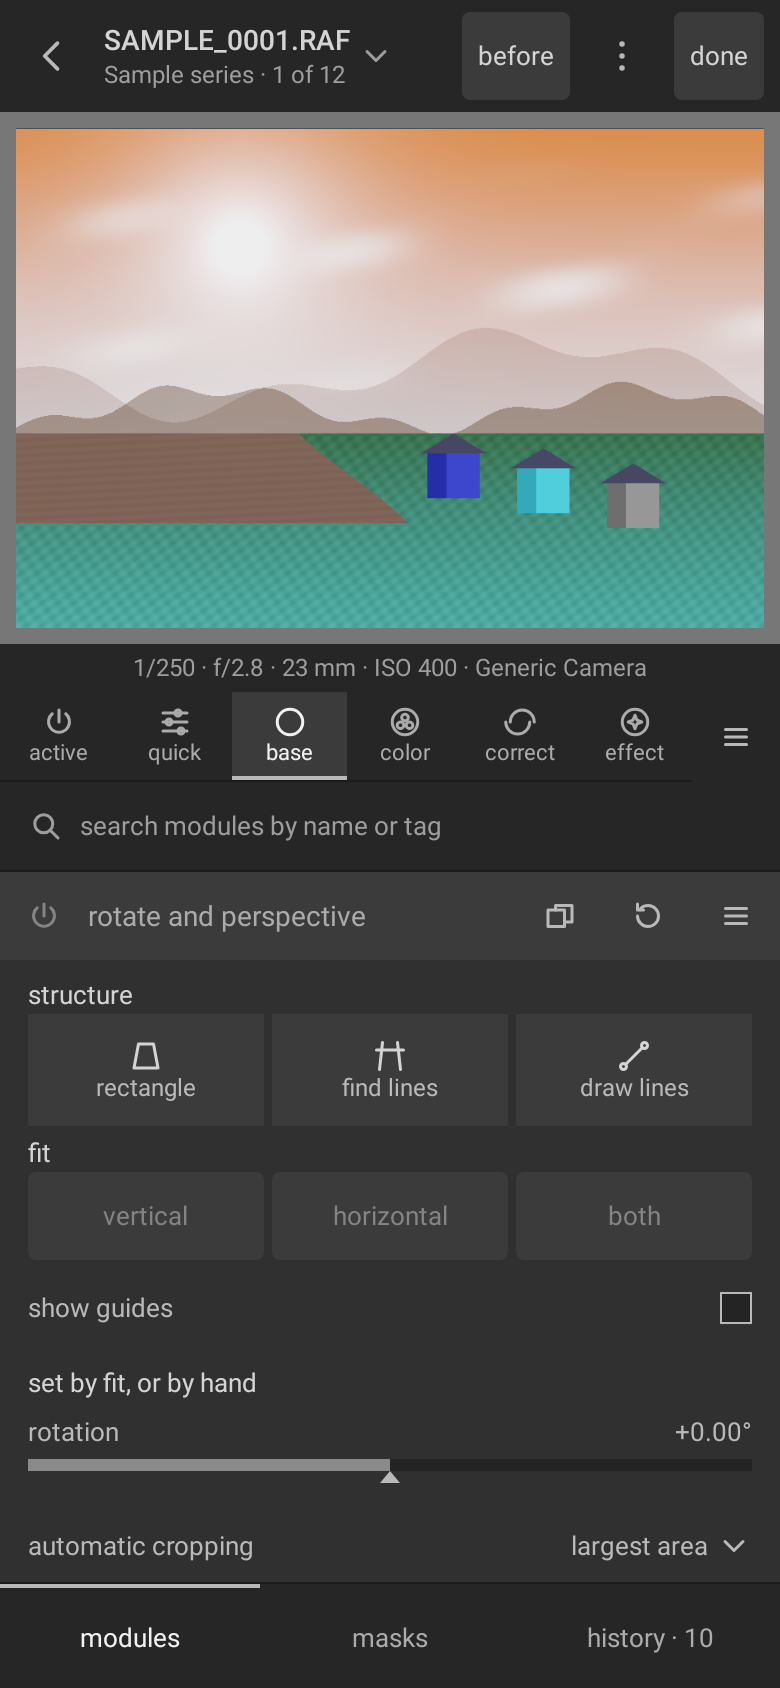 SAMPLE_0001.RAF
Sample series · 1 of 12
before
done
1/250 · f/2.8 · 23 mm · ISO 400 · Generic Camera
active
quick
base
color
correct
effect
search modules by name or tag
rotate and perspective
structure
rectangle
find lines
draw lines
fit
vertical
horizontal
both
show guides
set by fit, or by hand
rotation
+0.00°
automatic cropping
largest area
modules
masks
history · 10